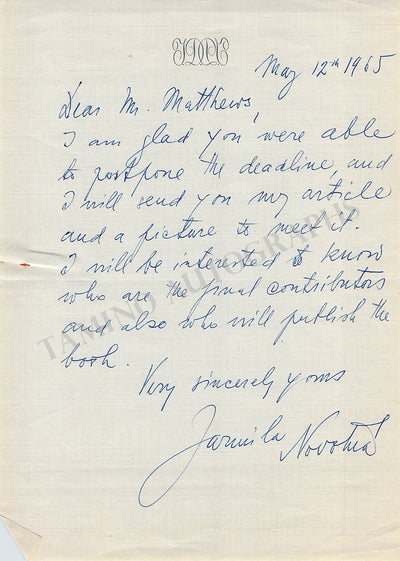 May 12th 1965
Dear Mr. Matthews,
I am glad you were able
to postpone the deadline, and
I will send you my article
and a picture to meet it.
I will be interested to know
who are the final contributors
and also who will publish the
book.
Very sincerely yours
Jarmila Novotná
TAMINO AUTOGRAPHS